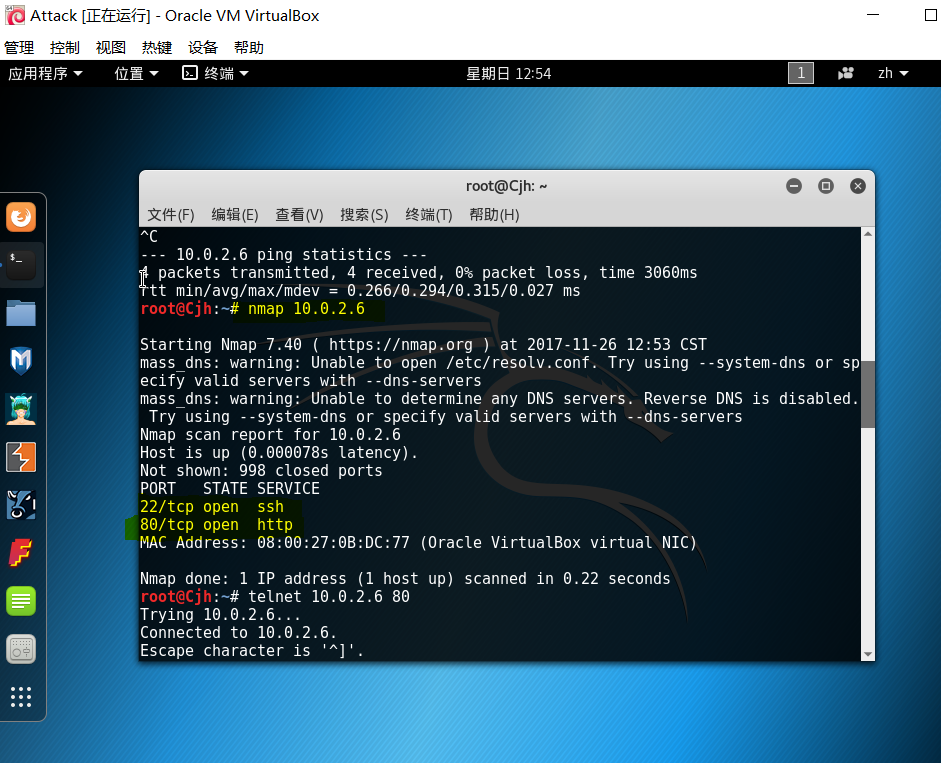 Attack [正在运行] - Oracle VM VirtualBox
管理 控制 视图 热键 设备 帮助
应用程序 位置 终端 星期日 12:54 1 zh
root@Cjh: ~
文件(F) 编辑(E) 查看(V) 搜索(S) 终端(T) 帮助(H)
^C
--- 10.0.2.6 ping statistics ---
4 packets transmitted, 4 received, 0% packet loss, time 3060ms
rtt min/avg/max/mdev = 0.266/0.294/0.315/0.027 ms
root@Cjh:~# nmap 10.0.2.6
Starting Nmap 7.40 ( https://nmap.org ) at 2017-11-26 12:53 CST
mass_dns: warning: Unable to open /etc/resolv.conf. Try using --system-dns or sp
ecify valid servers with --dns-servers
mass_dns: warning: Unable to determine any DNS servers. Reverse DNS is disabled.
 Try using --system-dns or specify valid servers with --dns-servers
Nmap scan report for 10.0.2.6
Host is up (0.000078s latency).
Not shown: 998 closed ports
PORT   STATE SERVICE
22/tcp open  ssh
80/tcp open  http
MAC Address: 08:00:27:0B:DC:77 (Oracle VirtualBox virtual NIC)
Nmap done: 1 IP address (1 host up) scanned in 0.22 seconds
root@Cjh:~# telnet 10.0.2.6 80
Trying 10.0.2.6...
Connected to 10.0.2.6.
Escape character is '^]'.